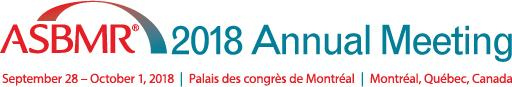 ASBMR® 2018 Annual Meeting
September 28 – October 1, 2018 | Palais des congrès de Montréal | Montréal, Québec, Canada